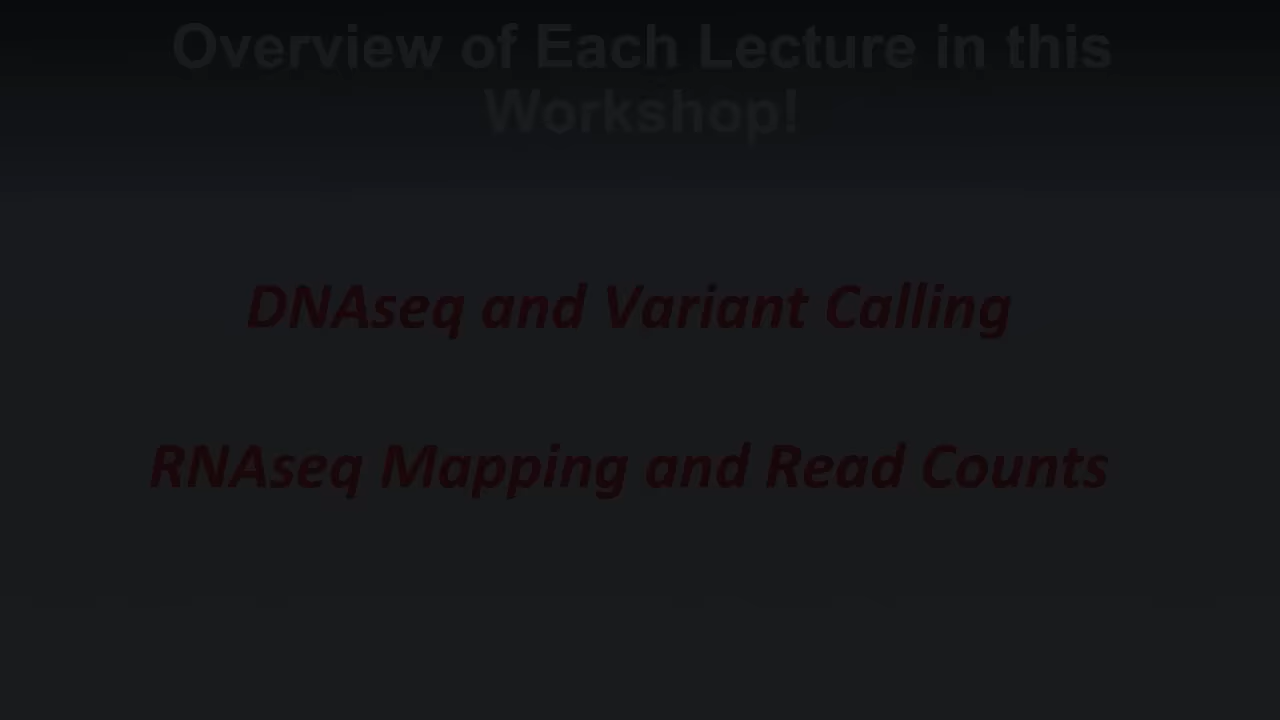 Overview of Each Lecture in this
Workshop!
DNAseq and Variant Calling
RNAseq Mapping and Read Counts